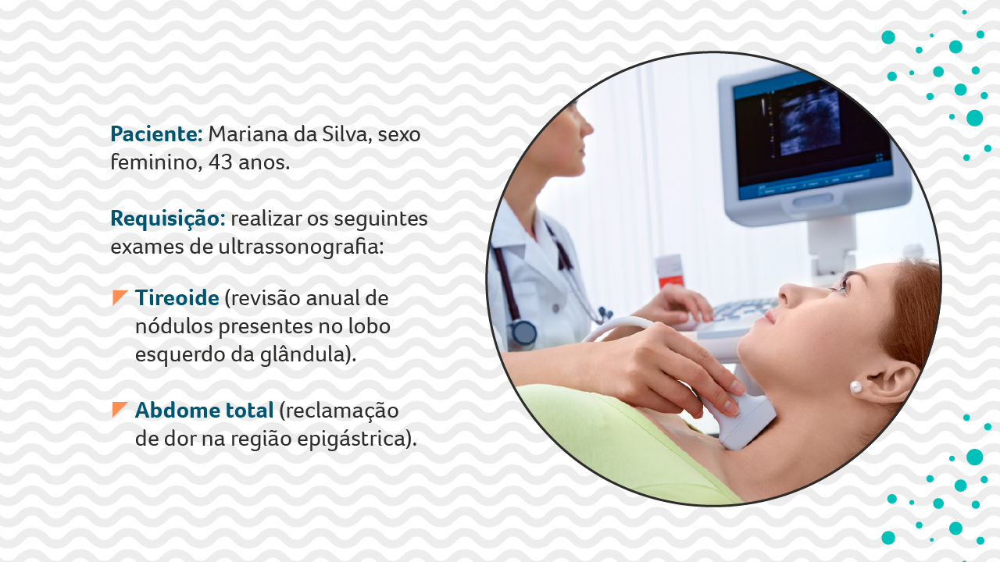 Paciente: Mariana da Silva, sexo
feminino, 43 anos.
Requisição: realizar os seguintes
exames de ultrassonografia:
Tireoide (revisão anual de
nódulos presentes no lobo
esquerdo da glândula).
Abdome total (reclamação
de dor na região epigástrica).